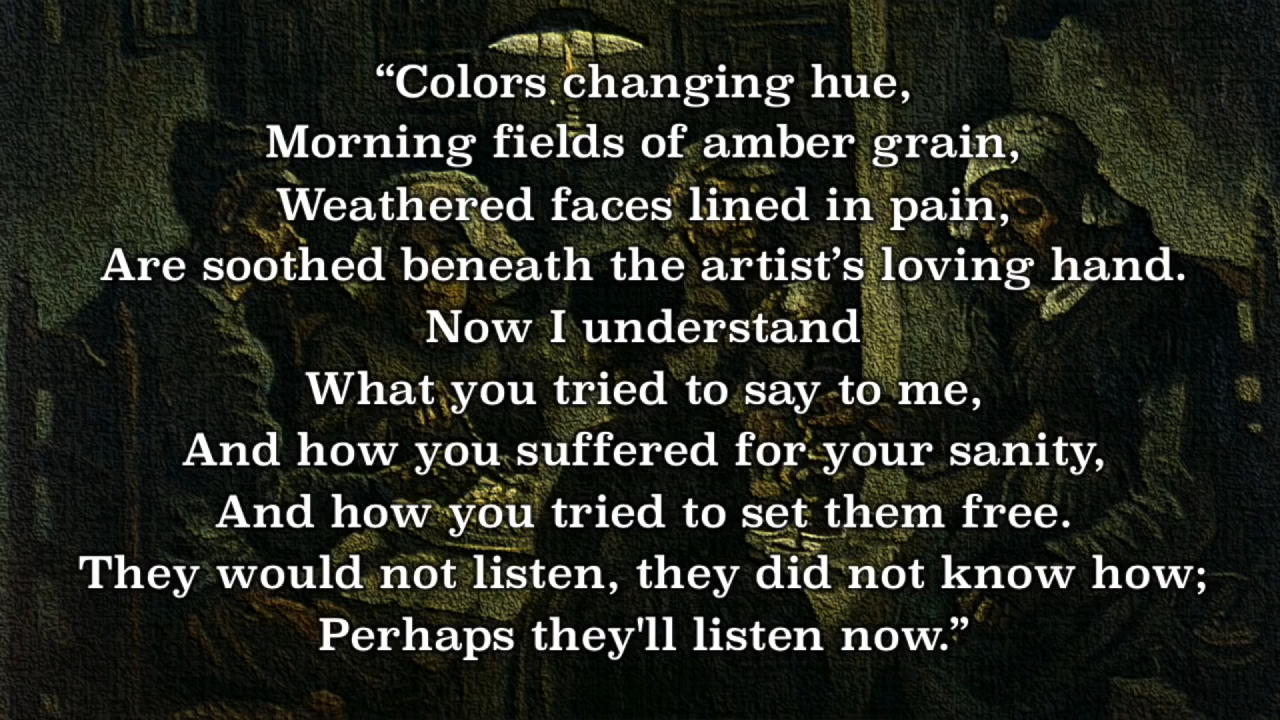 “Colors changing hue,
Morning fields of amber grain,
Weathered faces lined in pain,
Are soothed beneath the artist’s loving hand.
Now I understand
What you tried to say to me,
And how you suffered for your sanity,
And how you tried to set them free.
They would not listen, they did not know how;
Perhaps they'll listen now.”